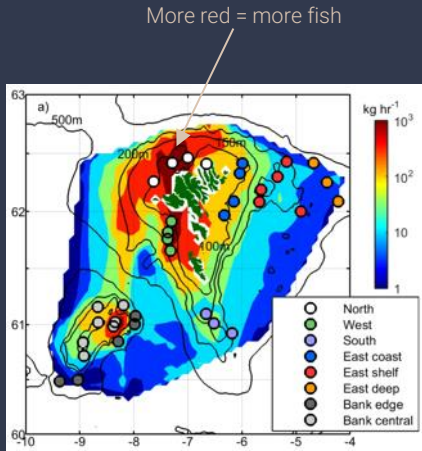 More red = more fish
63
a)
500m
200m
150m
100m
kg hr⁻¹
10³
10²
10
1
62
61
60
-10
-9
-8
-7
-6
-5
-4
North
West
South
East coast
East shelf
East deep
Bank edge
Bank central